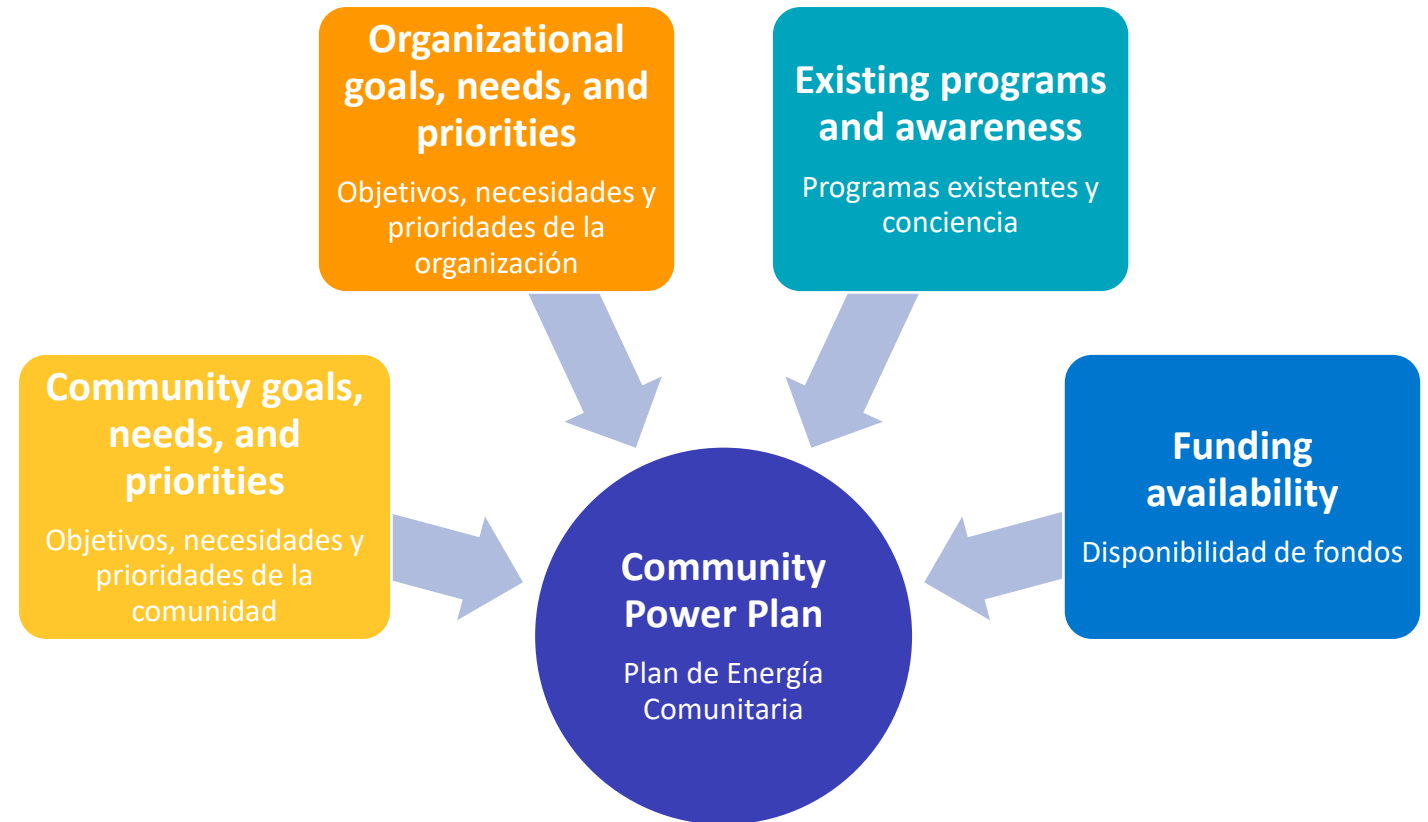 Organizational
goals, needs, and
priorities
Objetivos, necesidades y
prioridades de la
organización
Existing programs
and awareness
Programas existentes y
conciencia
Community goals,
needs, and
priorities
Objetivos, necesidades y
prioridades de la
comunidad
Funding
availability
Disponibilidad de fondos
Community
Power Plan
Plan de Energía
Comunitaria